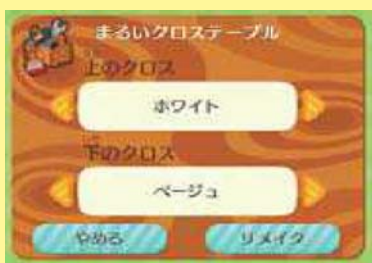 まるいクロステーブル
上のクロス
ホワイト
下のクロス
ベージュ
やめる
リメイク